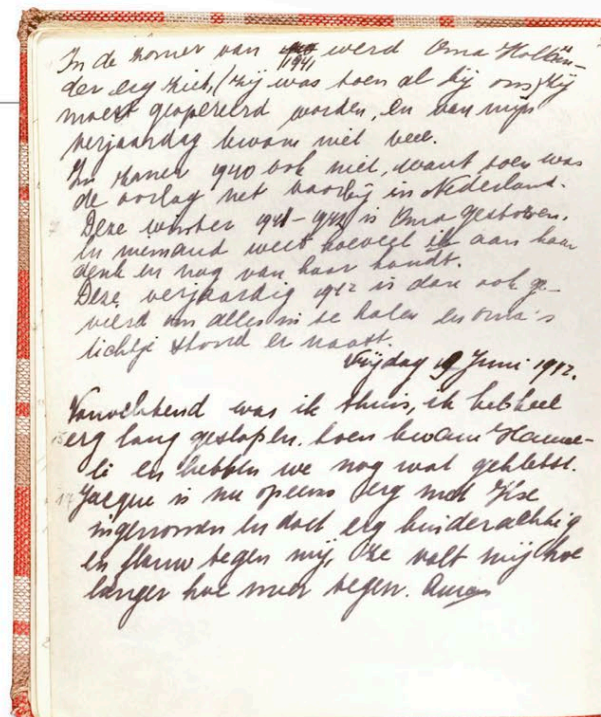 In de zomer van 1941 werd Oma Hollän-
der erg ziek, (zij was toen al bij ons) zij
moest geopereerd worden, en van mijn
verjaardag kwam niet veel.
In zomer 1940 ook niet, want toen was
de oorlog net voorbij in Nederland.
Deze winter 1941-1942 is Oma gestorven.
En niemand weet hoeveel ik aan haar
denk en nog van haar houdt.
Deze verjaardag 1942 is dan ook ge-
vierd om alles in te halen en oma's
lichtje stond er naast.
Vrijdag 19 Juni 1942.
Vanochtend was ik thuis, ik heb heel
erg lang geslapen, toen kwam Hanne-
li en hebben we nog wat gekletst.
Jacque is nu opeens erg met Ilse
ingenomen en doet erg kinderachtig
en flauw tegen mij, ze valt mij hoe
langer hoe meer tegen.